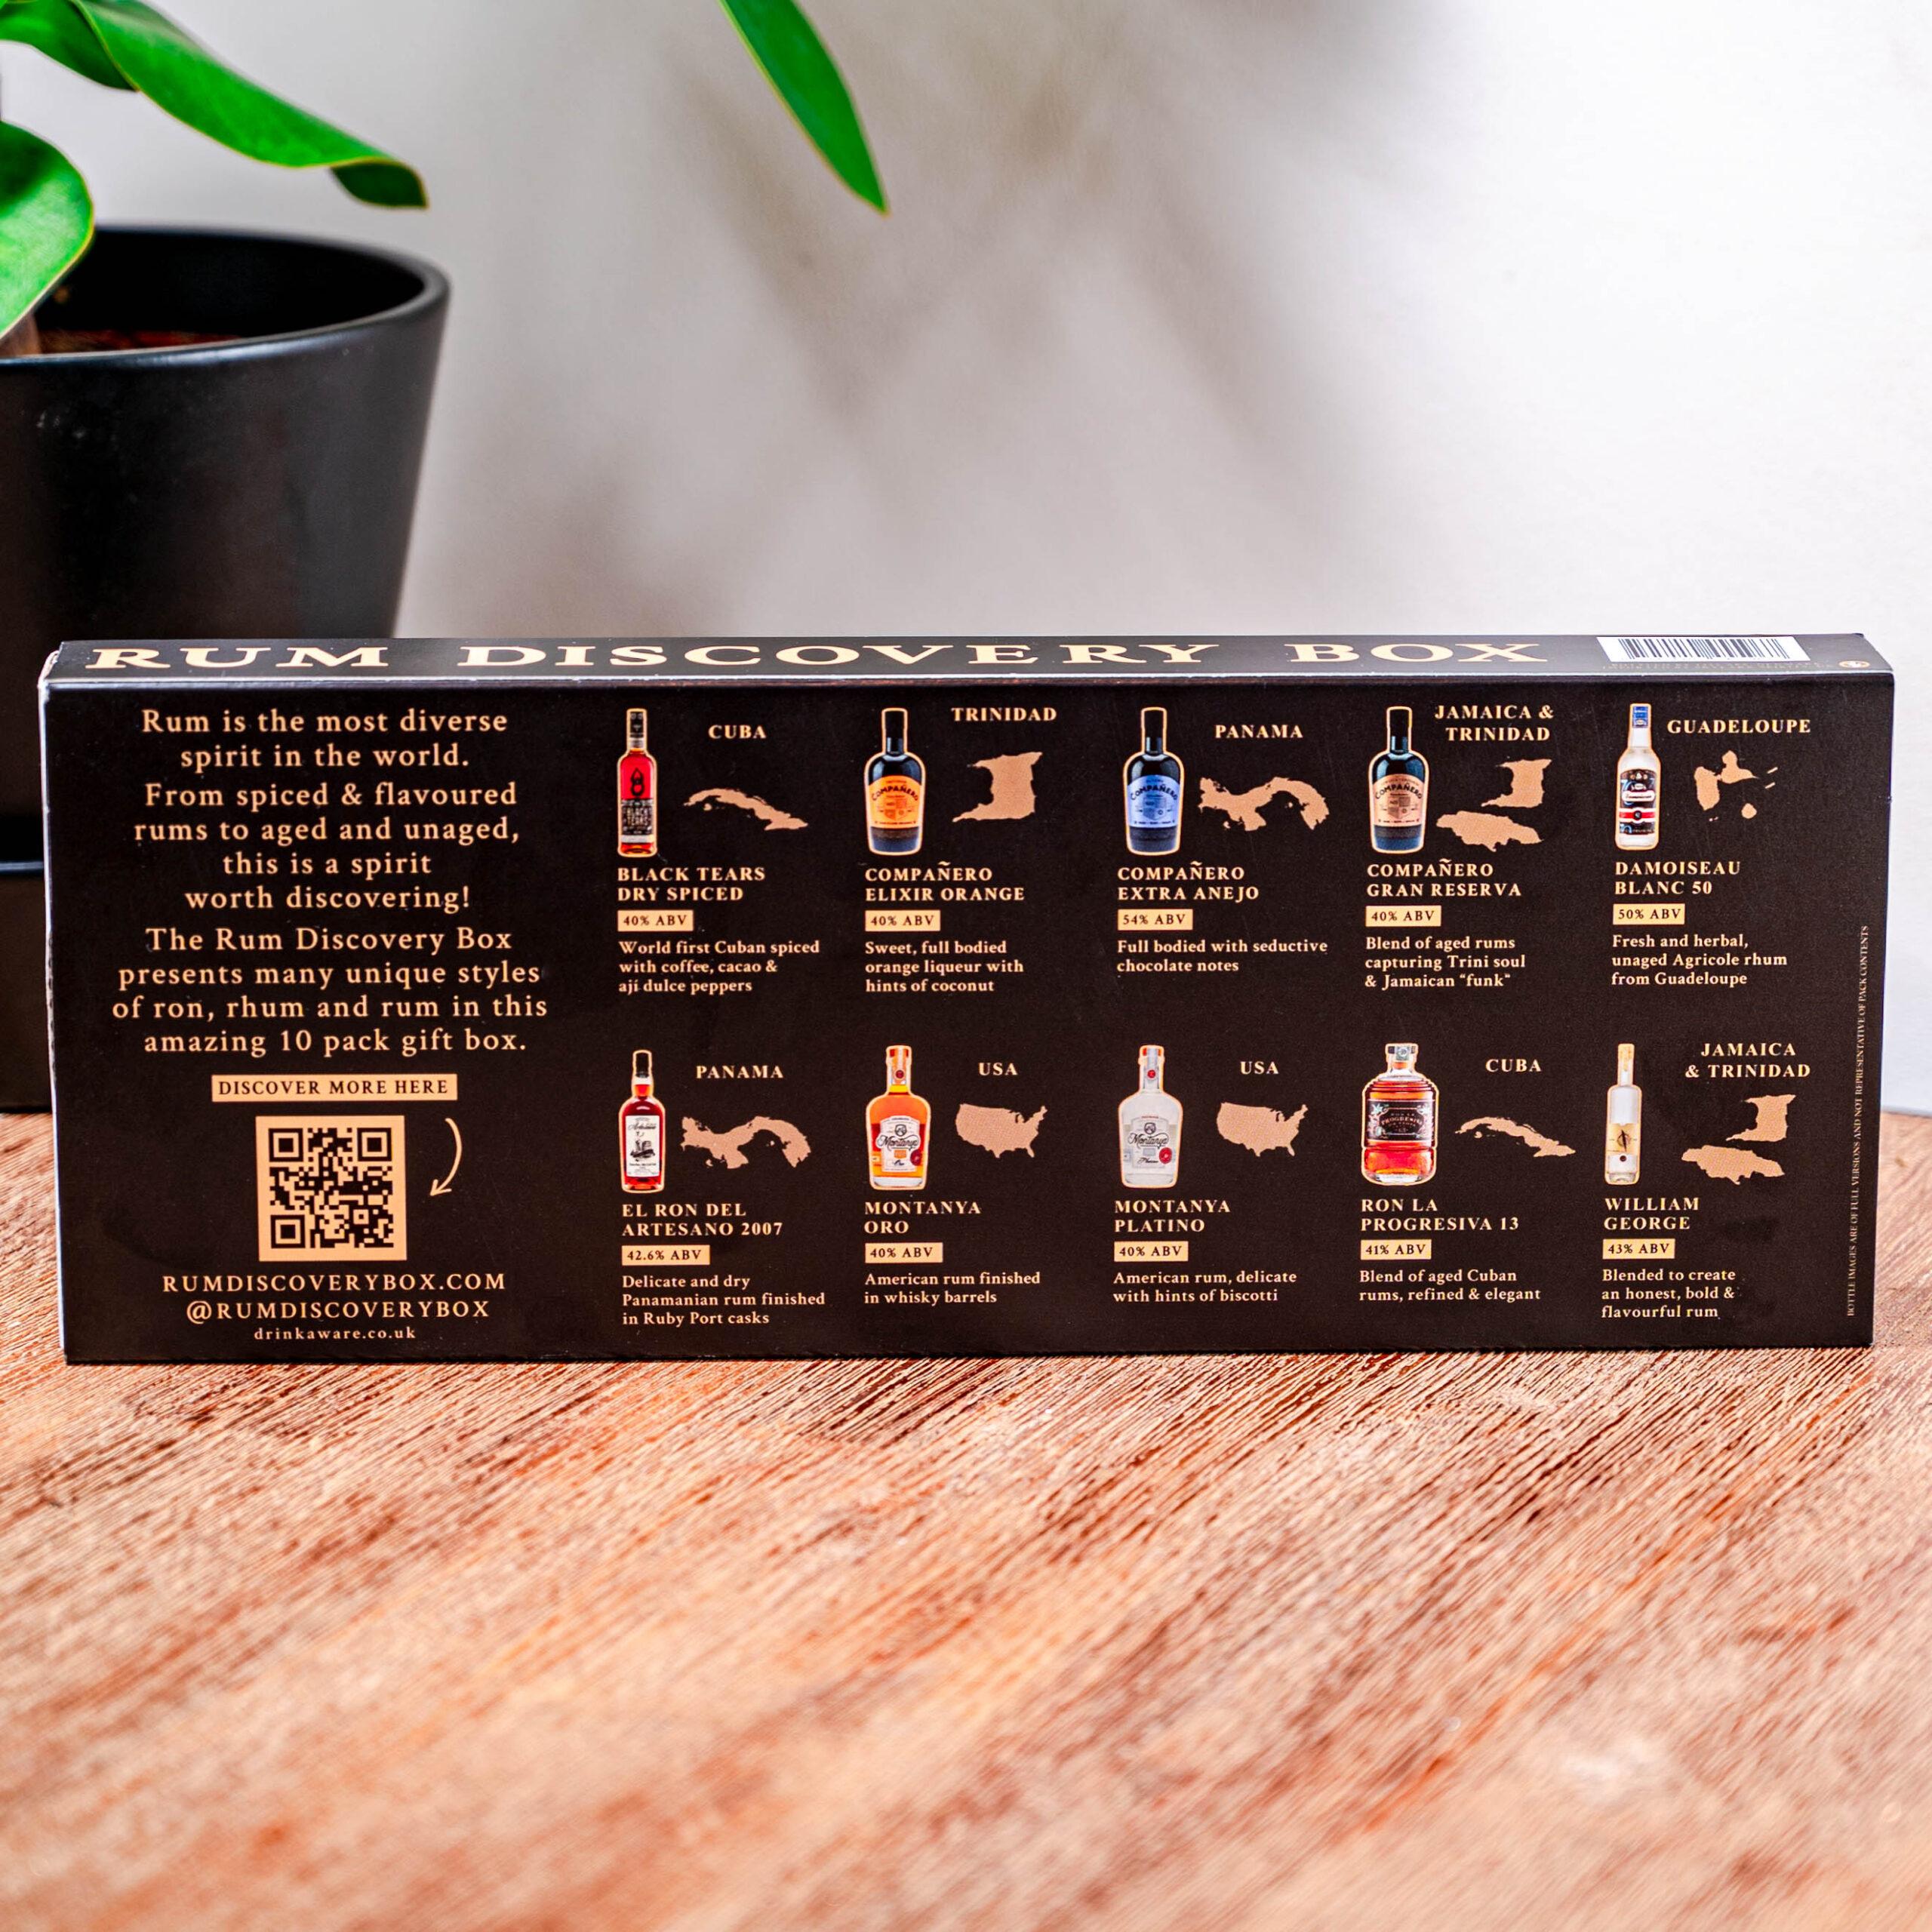 RUM DISCOVERY BOX
Rum is the most diverse
spirit in the world.
From spiced & flavoured
rums to aged and unaged,
this is a spirit
worth discovering!
The Rum Discovery Box
presents many unique styles
of ron, rhum and rum in this
amazing 10 pack gift box.
DISCOVER MORE HERE
RUMDISCOVERYBOX.COM
@RUMDISCOVERYBOX
drinkaware.co.uk
CUBA
BLACK TEARS
DRY SPICED
40% ABV
World first Cuban spiced
with coffee, cacao &
ají dulce peppers
TRINIDAD
COMPAÑERO
COMPAÑERO
ELIXIR ORANGE
40% ABV
Sweet, full bodied
orange liqueur with
hints of coconut
PANAMA
COMPAÑERO
COMPAÑERO
EXTRA ANEJO
54% ABV
Full bodied with seductive
chocolate notes
JAMAICA &
TRINIDAD
COMPAÑERO
COMPAÑERO
GRAN RESERVA
40% ABV
Blend of aged rums
capturing Trini soul
& Jamaican "funk"
GUADELOUPE
DAMOISEAU
BLANC 50
50% ABV
Fresh and herbal,
unaged Agricole rhum
from Guadeloupe
PANAMA
EL RON DEL
ARTESANO 2007
42.6% ABV
Delicate and dry
Panamanian rum finished
in Ruby Port casks
USA
Montanya
MONTANYA
ORO
40% ABV
American rum finished
in whisky barrels
USA
Montanya
MONTANYA
PLATINO
40% ABV
American rum, delicate
with hints of biscotti
CUBA
RON LA
PROGRESIVA 13
41% ABV
Blend of aged Cuban
rums, refined & elegant
JAMAICA
& TRINIDAD
WILLIAM
GEORGE
43% ABV
Blended to create
an honest, bold &
flavourful rum
BOTTLE IMAGES ARE OF FULL VERSIONS AND NOT REPRESENTATIVE OF PACK CONTENTS